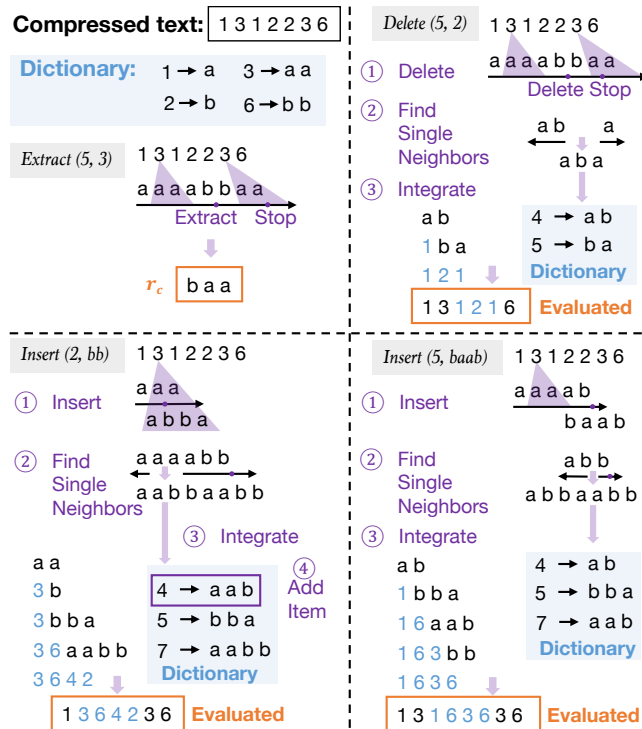 Compressed text: 1 3 1 2 2 3 6
Dictionary: 1 → a 3 → a a
2 → b 6 → b b
Extract (5, 3)
1 3 1 2 2 3 6
a a a a b b a a
Extract Stop
r_c b a a
Delete (5, 2)
1 3 1 2 2 3 6
① Delete
a a a a b b a a
Delete Stop
② Find
Single
Neighbors
a b a
a b a
③ Integrate
a b
1 b a
1 2 1
4 → a b
5 → b a
Dictionary
1 3 1 2 1 6 Evaluated
Insert (2, bb)
1 3 1 2 2 3 6
① Insert
a a a
a b b a
② Find
Single
Neighbors
a a a a b b
a a b b a a b b
③ Integrate
④
Add
Item
a a
3 b
3 b b a
3 6 a a b b
3 6 4 2
4 → a a b
5 → b b a
7 → a a b b
Dictionary
1 3 6 4 2 3 6 Evaluated
Insert (5, baab)
1 3 1 2 2 3 6
① Insert
a a a a b
b a a b
② Find
Single
Neighbors
a b b
a b b a a b b
③ Integrate
a b
1 b b a
1 6 a a b
1 6 3 b b
1 6 3 6
4 → a b
5 → b b a
7 → a a b
Dictionary
1 3 1 6 3 6 3 6 Evaluated